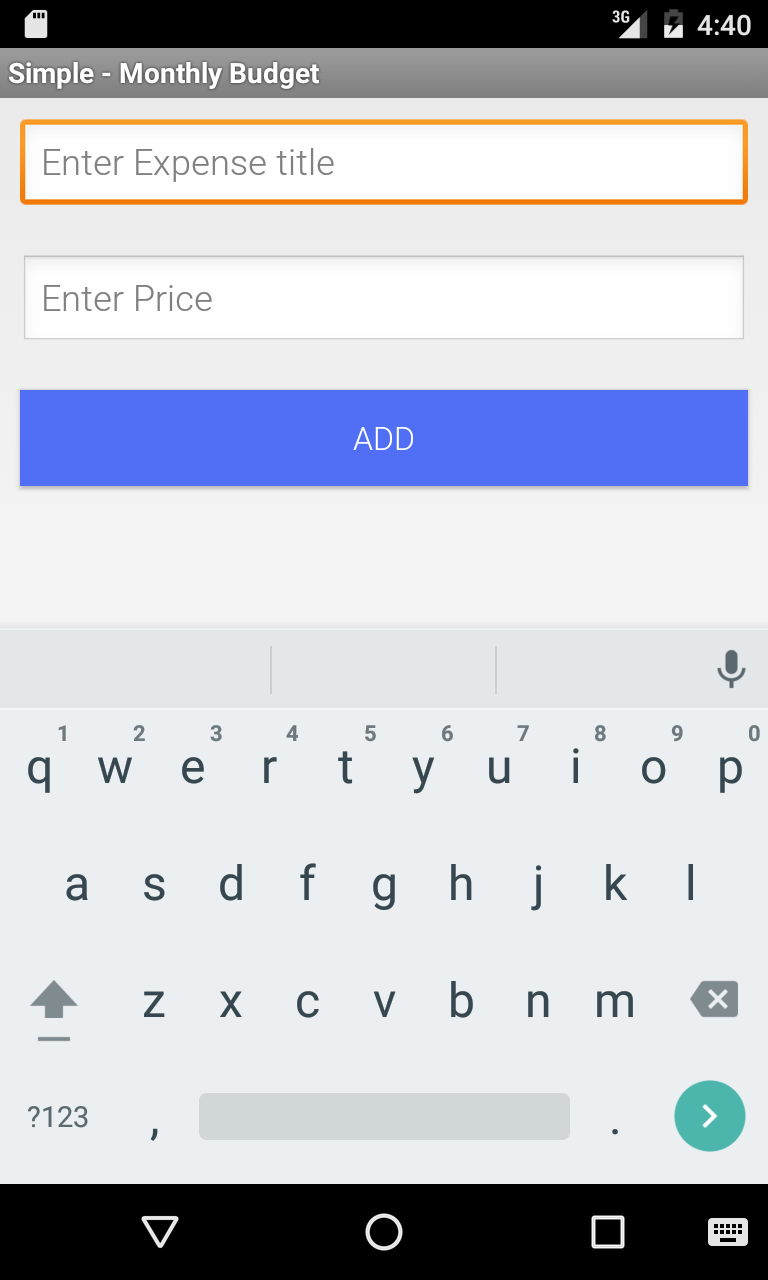 3G 4:40
Simple - Monthly Budget
Enter Expense title
Enter Price
ADD
1 2 3 4 5 6 7 8 9 0
q w e r t y u i o p
a s d f g h j k l
z x c v b n m
?123 , .